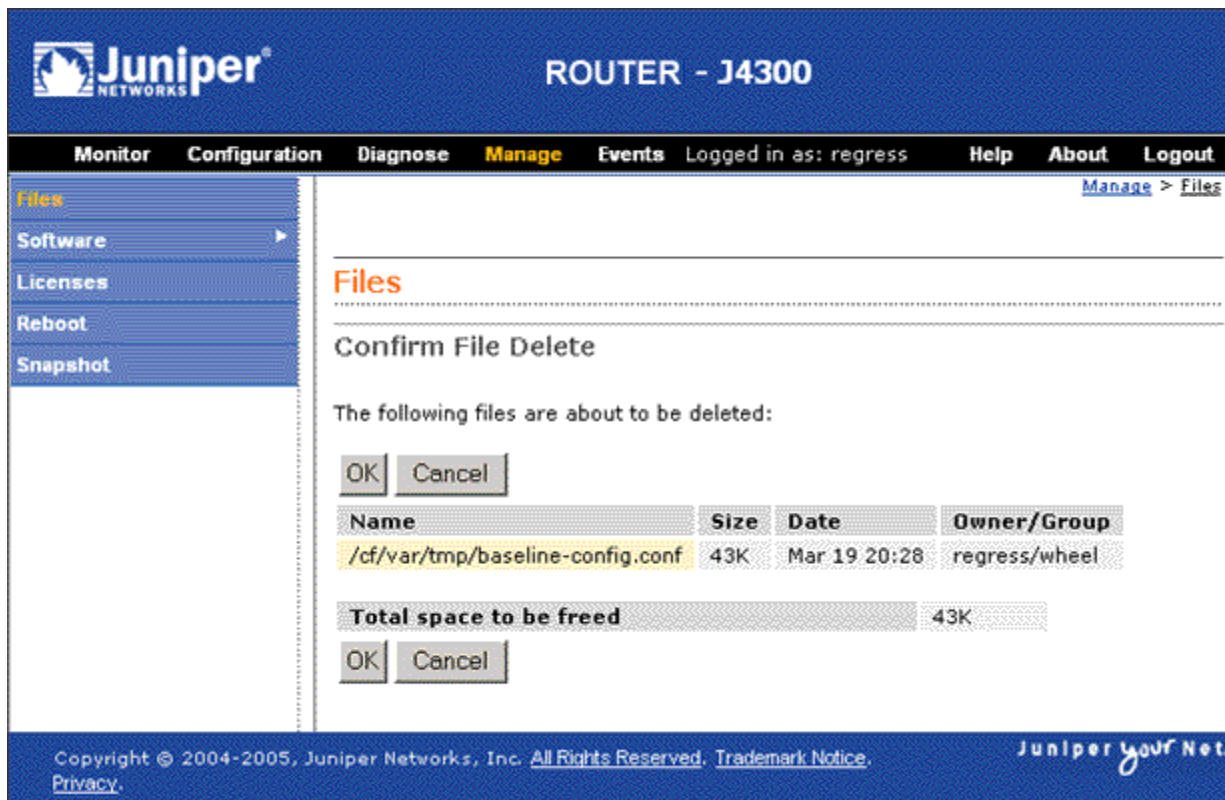 Juniper®
NETWORKS
ROUTER - J4300
Monitor Configuration Diagnose Manage Events Logged in as: regress Help About Logout
Manage > Files
Files
Software
Licenses
Reboot
Snapshot
Files
Confirm File Delete
The following files are about to be deleted:
OK Cancel
Name Size Date Owner/Group
/cf/var/tmp/baseline-config.conf 43K Mar 19 20:28 regress/wheel
Total space to be freed 43K
OK Cancel
Copyright © 2004-2005, Juniper Networks, Inc. All Rights Reserved. Trademark Notice.
Privacy.
Juniper your Net